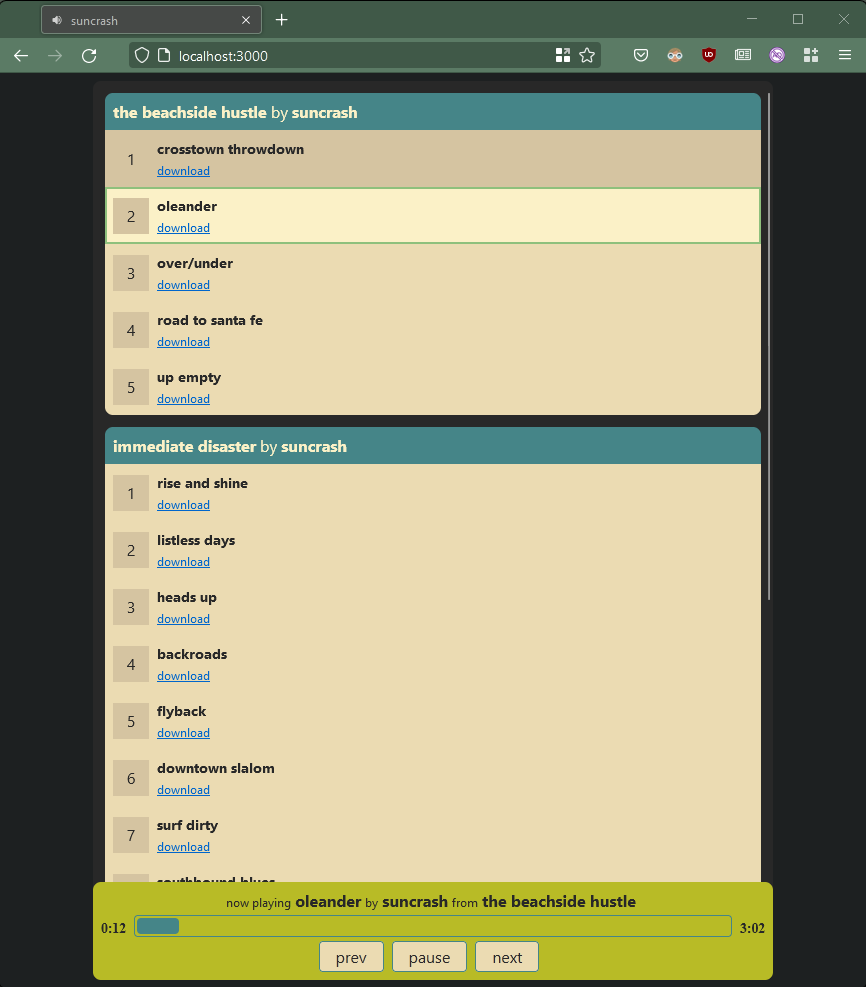 suncrash
localhost:3000
the beachside hustle by suncrash
1
crosstown throwdown
download
2
oleander
download
3
over/under
download
4
road to santa fe
download
5
up empty
download
immediate disaster by suncrash
1
rise and shine
download
2
listless days
download
3
heads up
download
4
backroads
download
5
flyback
download
6
downtown slalom
download
7
surf dirty
download
southbound blues
now playing oleander by suncrash from the beachside hustle
0:12
3:02
prev
pause
next